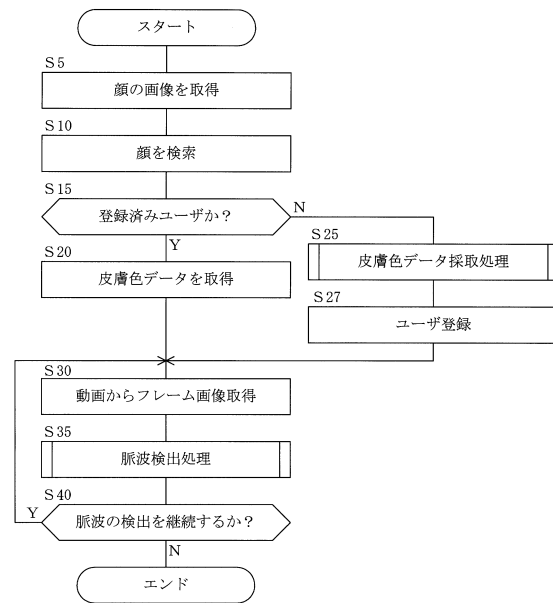 スタート
S5
顔の画像を取得
S10
顔を検索
S15
登録済みユーザか?
N
Y
S20
皮膚色データを取得
S25
皮膚色データ採取処理
S27
ユーザ登録
S30
動画からフレーム画像取得
S35
脈波検出処理
S40
Y
脈波の検出を継続するか?
N
エンド